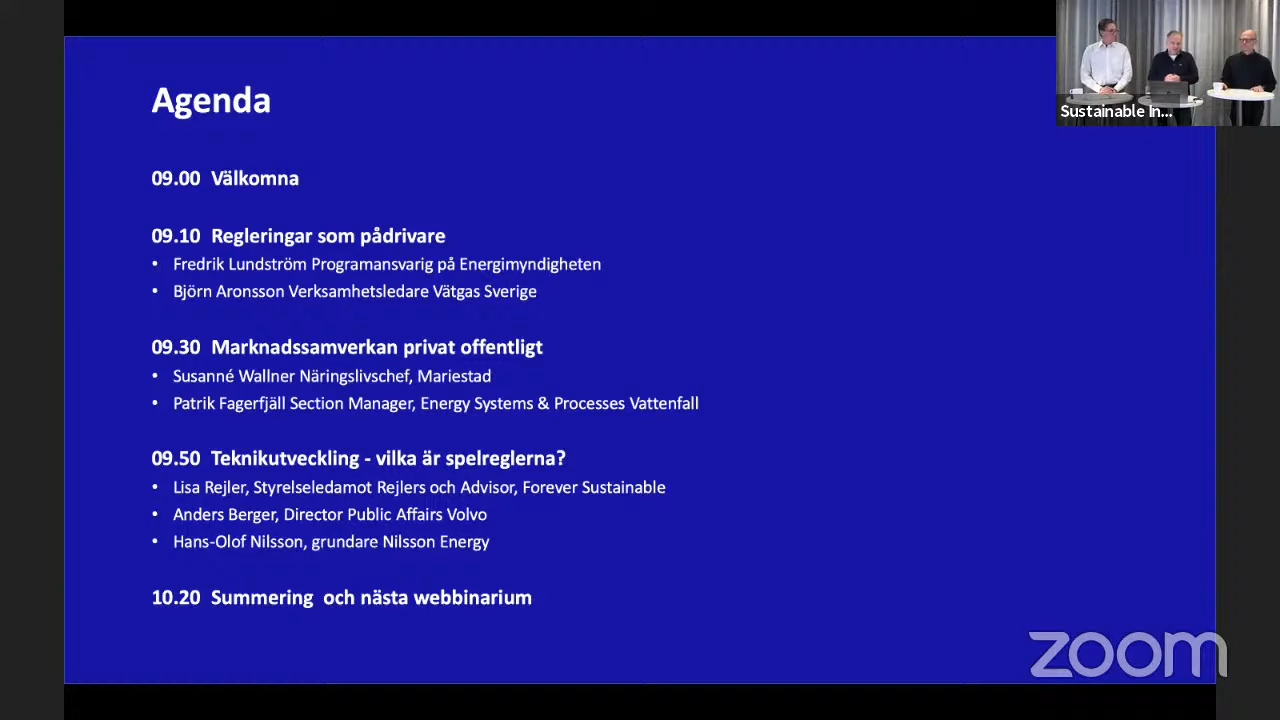 Agenda
09.00 Välkomna
09.10 Regleringar som pådrivare
• Fredrik Lundström Programansvarig på Energimyndigheten
• Björn Aronsson Verksamhetsledare Vätgas Sverige
09.30 Marknadssamverkan privat offentligt
• Susanné Wallner Näringslivschef, Mariestad
• Patrik Fagerfjäll Section Manager, Energy Systems & Processes Vattenfall
09.50 Teknikutveckling - vilka är spelreglerna?
• Lisa Rejler, Styrelseledamot Rejlers och Advisor, Forever Sustainable
• Anders Berger, Director Public Affairs Volvo
• Hans-Olof Nilsson, grundare Nilsson Energy
10.20 Summering och nästa webbinarium
Sustainable In...
zoom